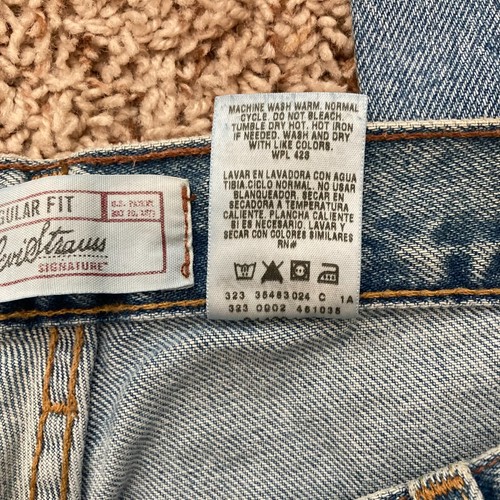 GULAR FIT
U.S. PATENT
MAY 20, 1873
Levi Strauss
SIGNATURE™
MACHINE WASH WARM. NORMAL
CYCLE. DO NOT BLEACH.
TUMBLE DRY HOT. HOT IRON
IF NEEDED. WASH AND DRY
WITH LIKE COLORS.
WPL 423
LAVAR EN LAVADORA CON AGUA
TIBIA.CICLO NORMAL. NO USAR
BLANQUEADOR. SECAR EN
SECADORA A TEMPERATURA
CALIENTE. PLANCHA CALIENTE
SI ES NECESARIO. LAVAR Y
SECAR CON COLORES SIMILARES
RN#
323 35483024 C 1A
323 0902 461035